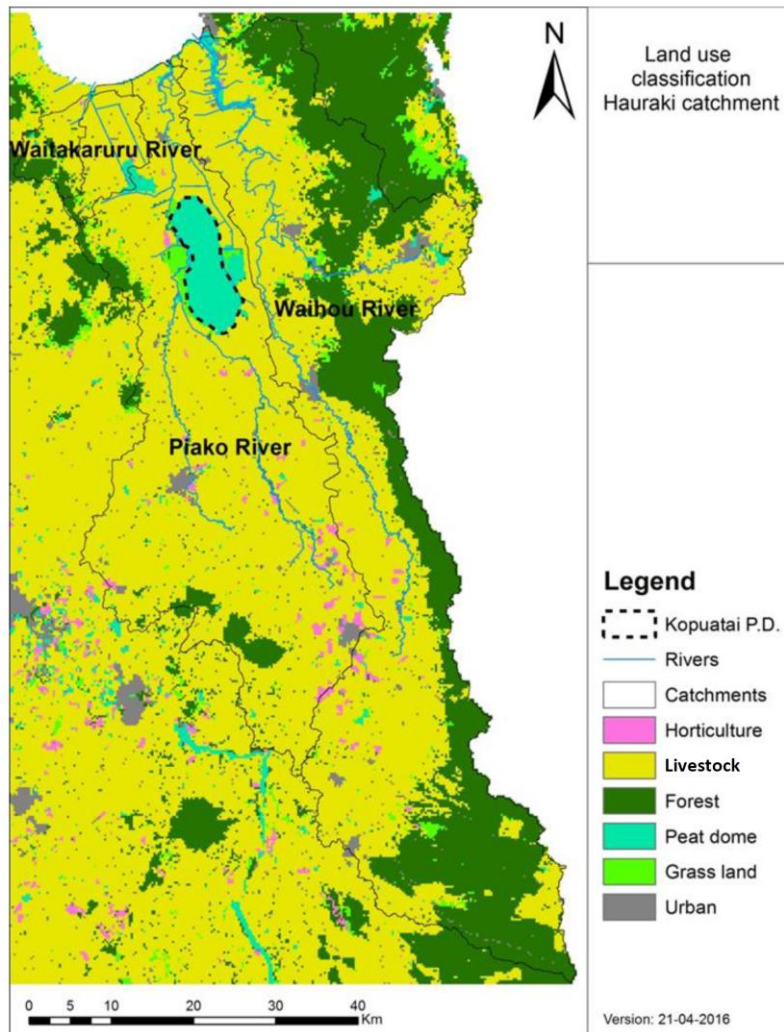 N
Land use
classification
Hauraki catchment
Waitakaruru River
Waihou River
Piako River
Legend
Kopuatai P.D.
Rivers
Catchments
Horticulture
Livestock
Forest
Peat dome
Grass land
Urban
0 5 10 20 30 40
Km
Version: 21-04-2016